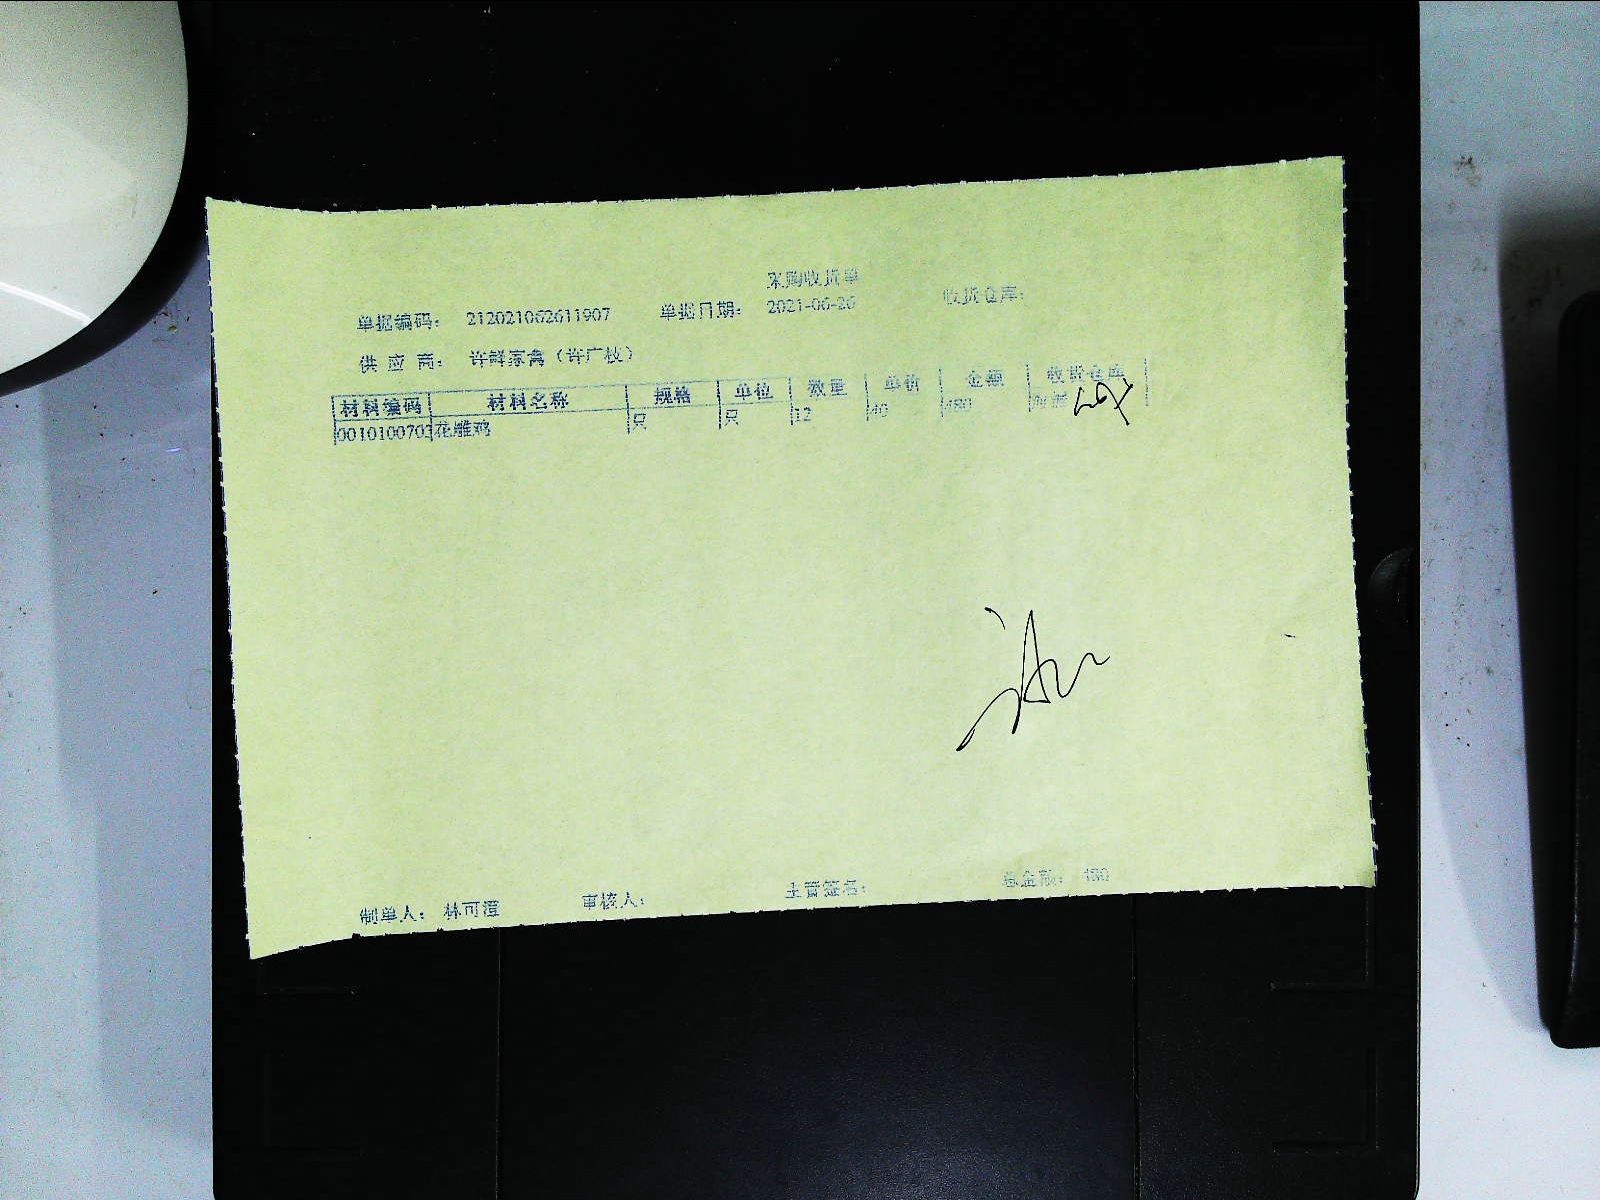 采购收货单
单据编码： 212021062611907 单据日期： 2021-06-26 收货仓库：
供 应 商： 许鲜家禽（许广枝）
材料编码 材料名称 规格 单位 数量 单价 金额 收货仓库
0010100703 花雕鸡 只 只 12 40 480
制单人： 林可澄 审核人： 主管签名： 总金额： 480